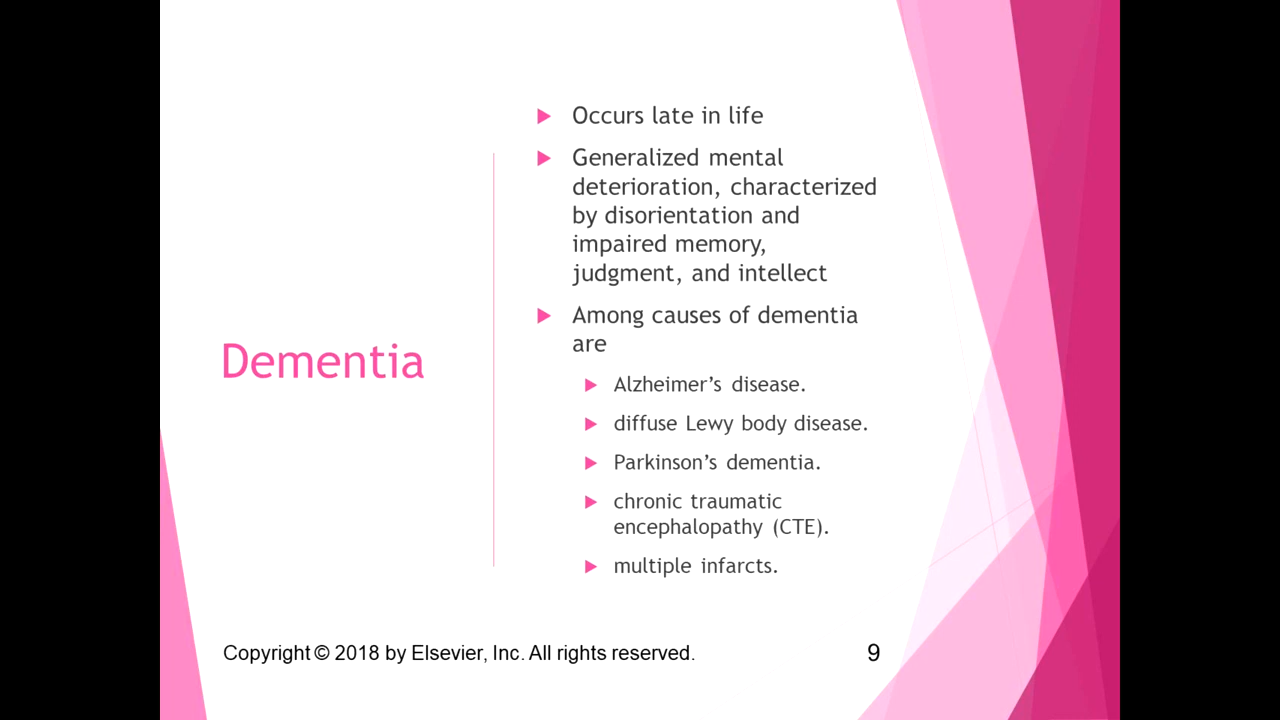 Dementia
Occurs late in life
Generalized mental
deterioration, characterized
by disorientation and
impaired memory,
judgment, and intellect
Among causes of dementia
are
Alzheimer’s disease.
diffuse Lewy body disease.
Parkinson’s dementia.
chronic traumatic
encephalopathy (CTE).
multiple infarcts.
Copyright © 2018 by Elsevier, Inc. All rights reserved.
9